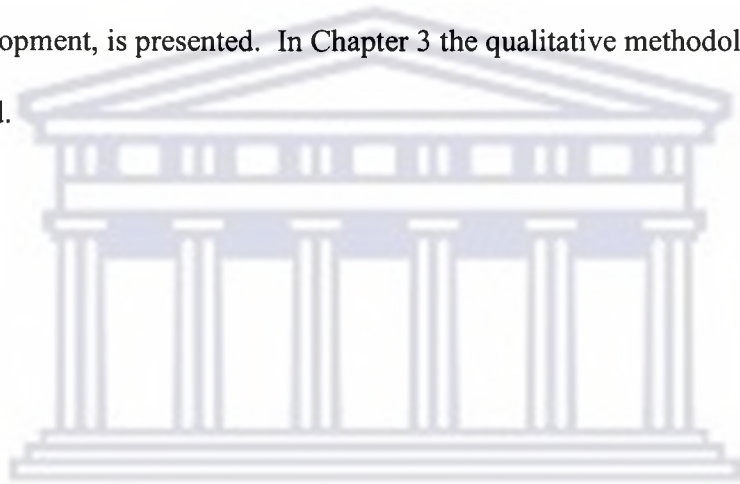 opment, is presented. In Chapter 3 the qualitative methodol